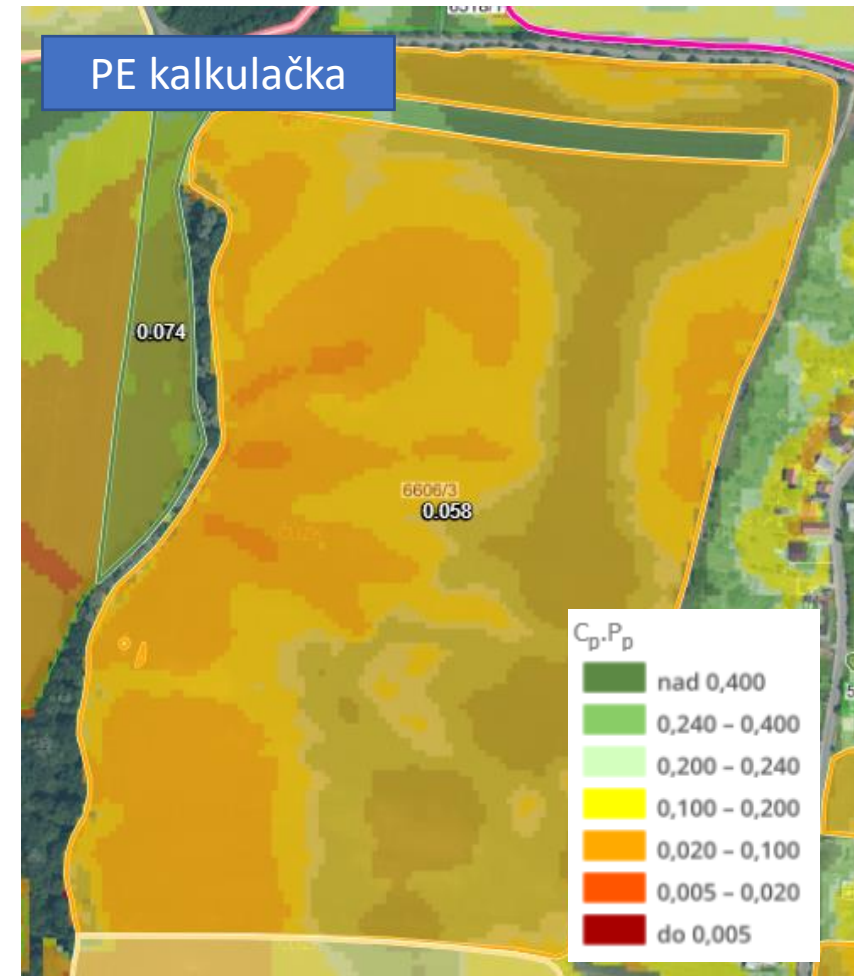 PE kalkulačka
0.074
6606/3
0.058
Cp.Pp
nad 0,400
0,240 – 0,400
0,200 – 0,240
0,100 – 0,200
0,020 – 0,100
0,005 – 0,020
do 0,005